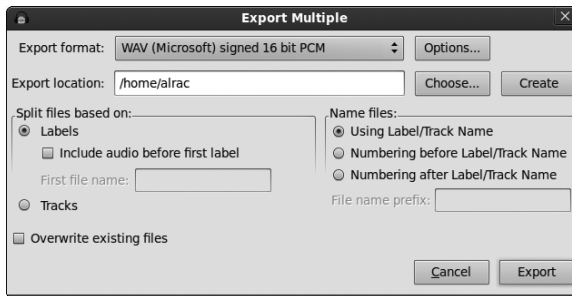 Export Multiple
Export format: WAV (Microsoft) signed 16 bit PCM Options...
Export location: /home/alrac Choose... Create
Split files based on:
Labels
Include audio before first label
First file name:
Tracks
Name files:
Using Label/Track Name
Numbering before Label/Track Name
Numbering after Label/Track Name
File name prefix:
Overwrite existing files
Cancel Export